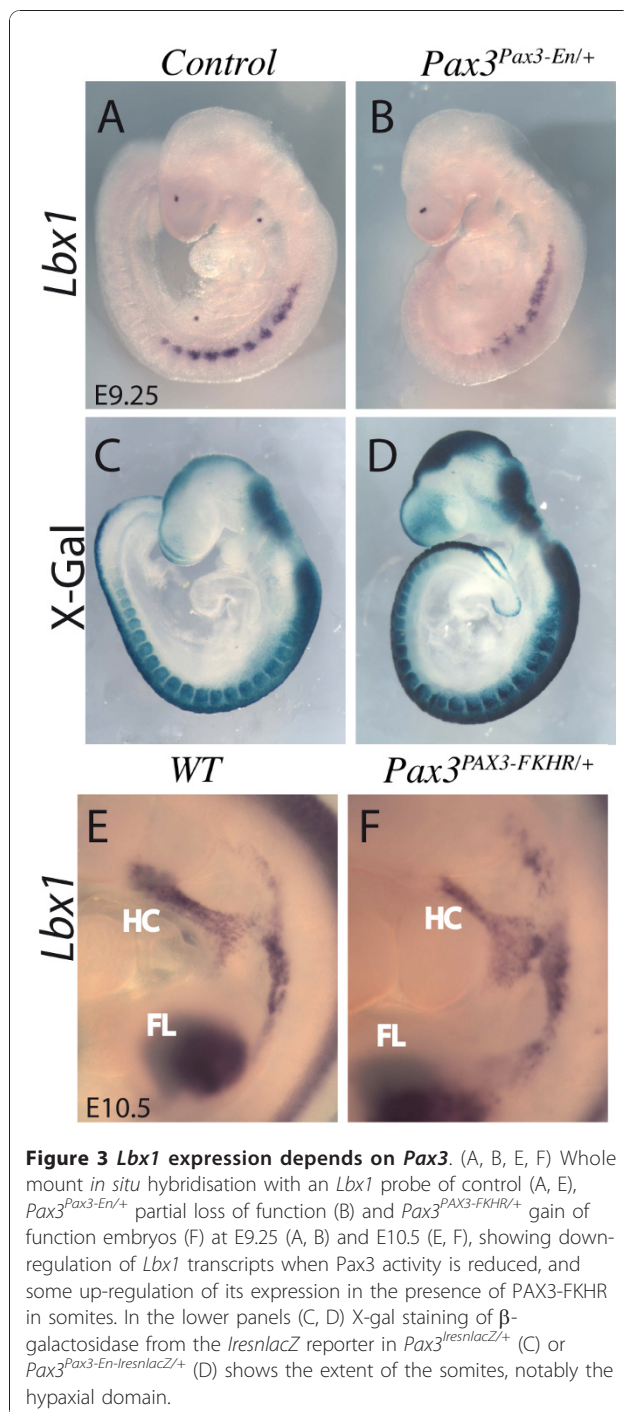 Control
Pax3Pax3-En/+
A
B
Lbx1
E9.25
C
D
X-Gal
WT
Pax3PAX3-FKHR/+
E
F
Lbx1
HC
HC
FL
FL
E10.5
Figure 3 Lbx1 expression depends on Pax3. (A, B, E, F) Whole
mount in situ hybridisation with an Lbx1 probe of control (A, E),
Pax3Pax3-En/+ partial loss of function (B) and Pax3PAX3-FKHR/+ gain of
function embryos (F) at E9.25 (A, B) and E10.5 (E, F), showing down-
regulation of Lbx1 transcripts when Pax3 activity is reduced, and
some up-regulation of its expression in the presence of PAX3-FKHR
in somites. In the lower panels (C, D) X-gal staining of β-
galactosidase from the IresnlacZ reporter in Pax3IresnlacZ/+ (C) or
Pax3Pax3-En-IresnlacZ/+ (D) shows the extent of the somites, notably the
hypaxial domain.